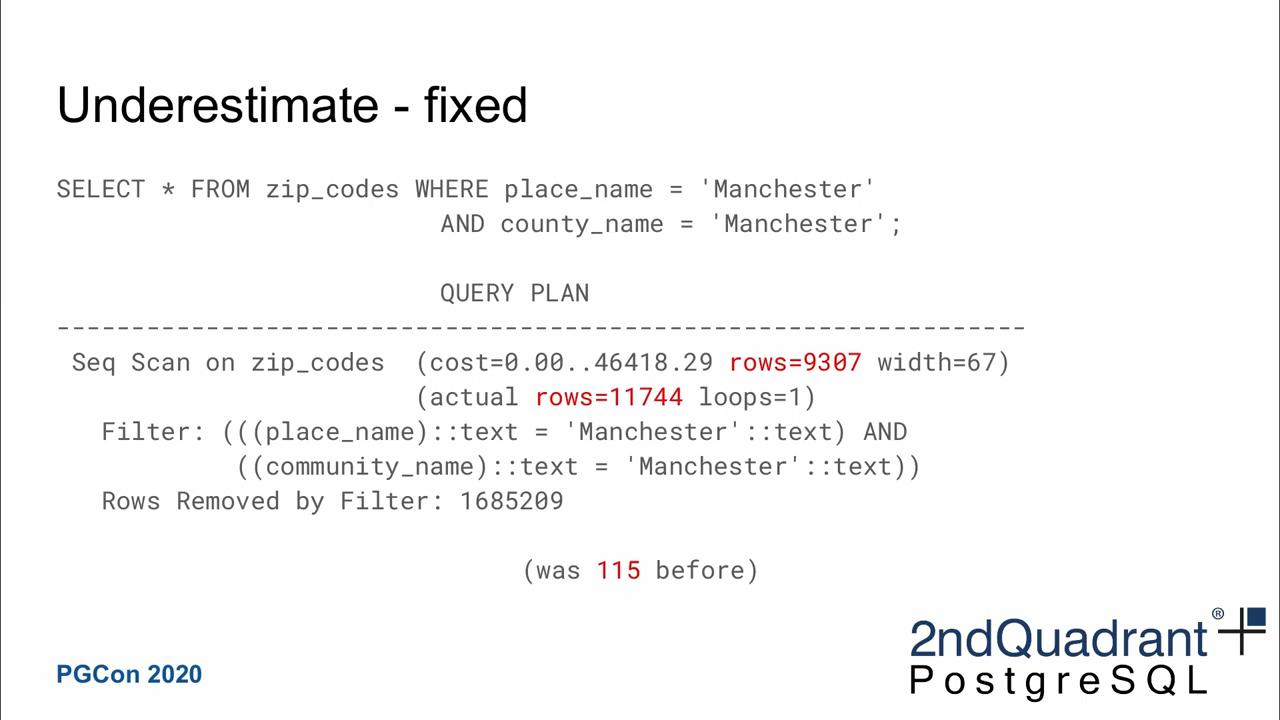 Underestimate - fixed
SELECT * FROM zip_codes WHERE place_name = 'Manchester'
AND county_name = 'Manchester';
QUERY PLAN
-----------------------------------------------------------------
Seq Scan on zip_codes (cost=0.00..46418.29 rows=9307 width=67)
(actual rows=11744 loops=1)
Filter: (((place_name)::text = 'Manchester'::text) AND
((community_name)::text = 'Manchester'::text))
Rows Removed by Filter: 1685209
(was 115 before)
2ndQuadrant®
PostgreSQL
PGCon 2020